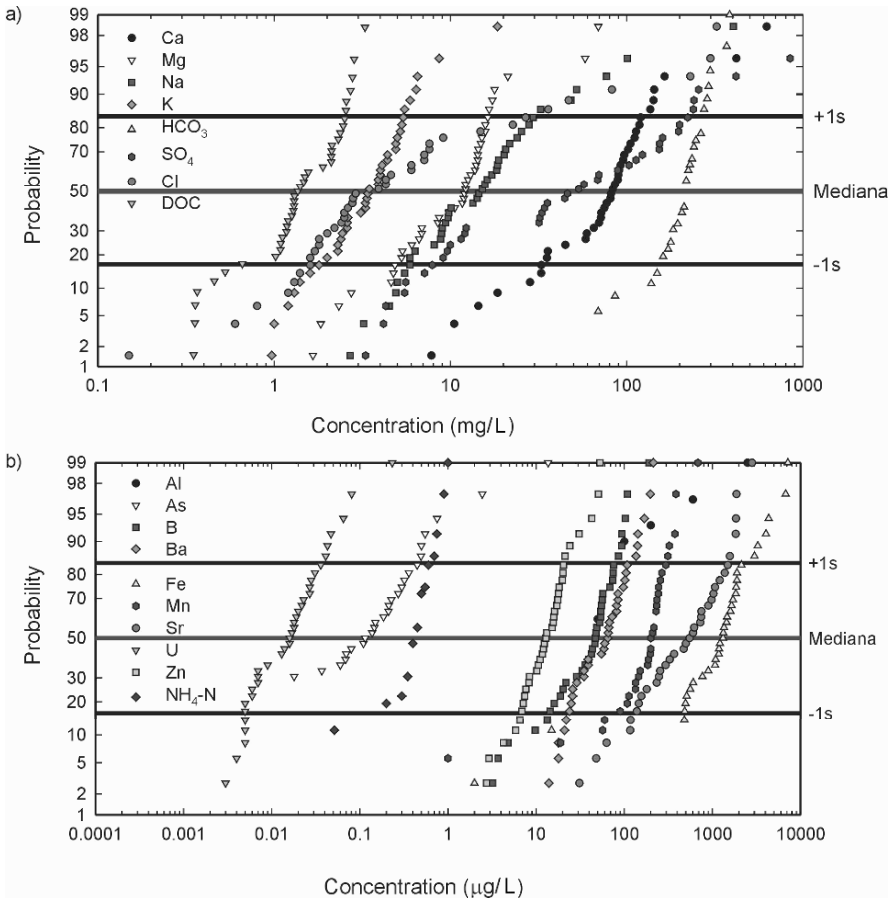 a)
99
98
95
90
80
70
50
30
20
10
5
2
1
Probability
Ca
Mg
Na
K
HCO₃
SO₄
Cl
DOC
+1s
Mediana
-1s
0.1
1
10
100
1000
Concentration (mg/L)
b)
99
98
95
90
80
70
50
30
20
10
5
2
1
Probability
Al
As
B
Ba
Fe
Mn
Sr
U
Zn
NH₄-N
+1s
Mediana
-1s
0.0001
0.001
0.01
0.1
1
10
100
1000
10000
Concentration (μg/L)